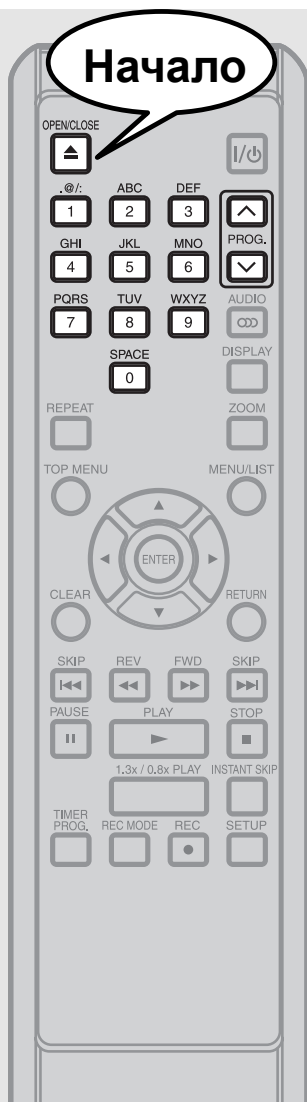 Начало
OPEN/CLOSE
I/
.@/: ABC DEF
1 2 3
GHI JKL MNO PROG.
4 5 6
PQRS TUV WXYZ AUDIO
7 8 9
SPACE DISPLAY
0
REPEAT ZOOM
TOP MENU MENU/LIST
ENTER
CLEAR RETURN
SKIP REV FWD SKIP
PAUSE PLAY STOP
1.3x / 0.8x PLAY INSTANT SKIP
TIMER
PROG. REC MODE REC SETUP